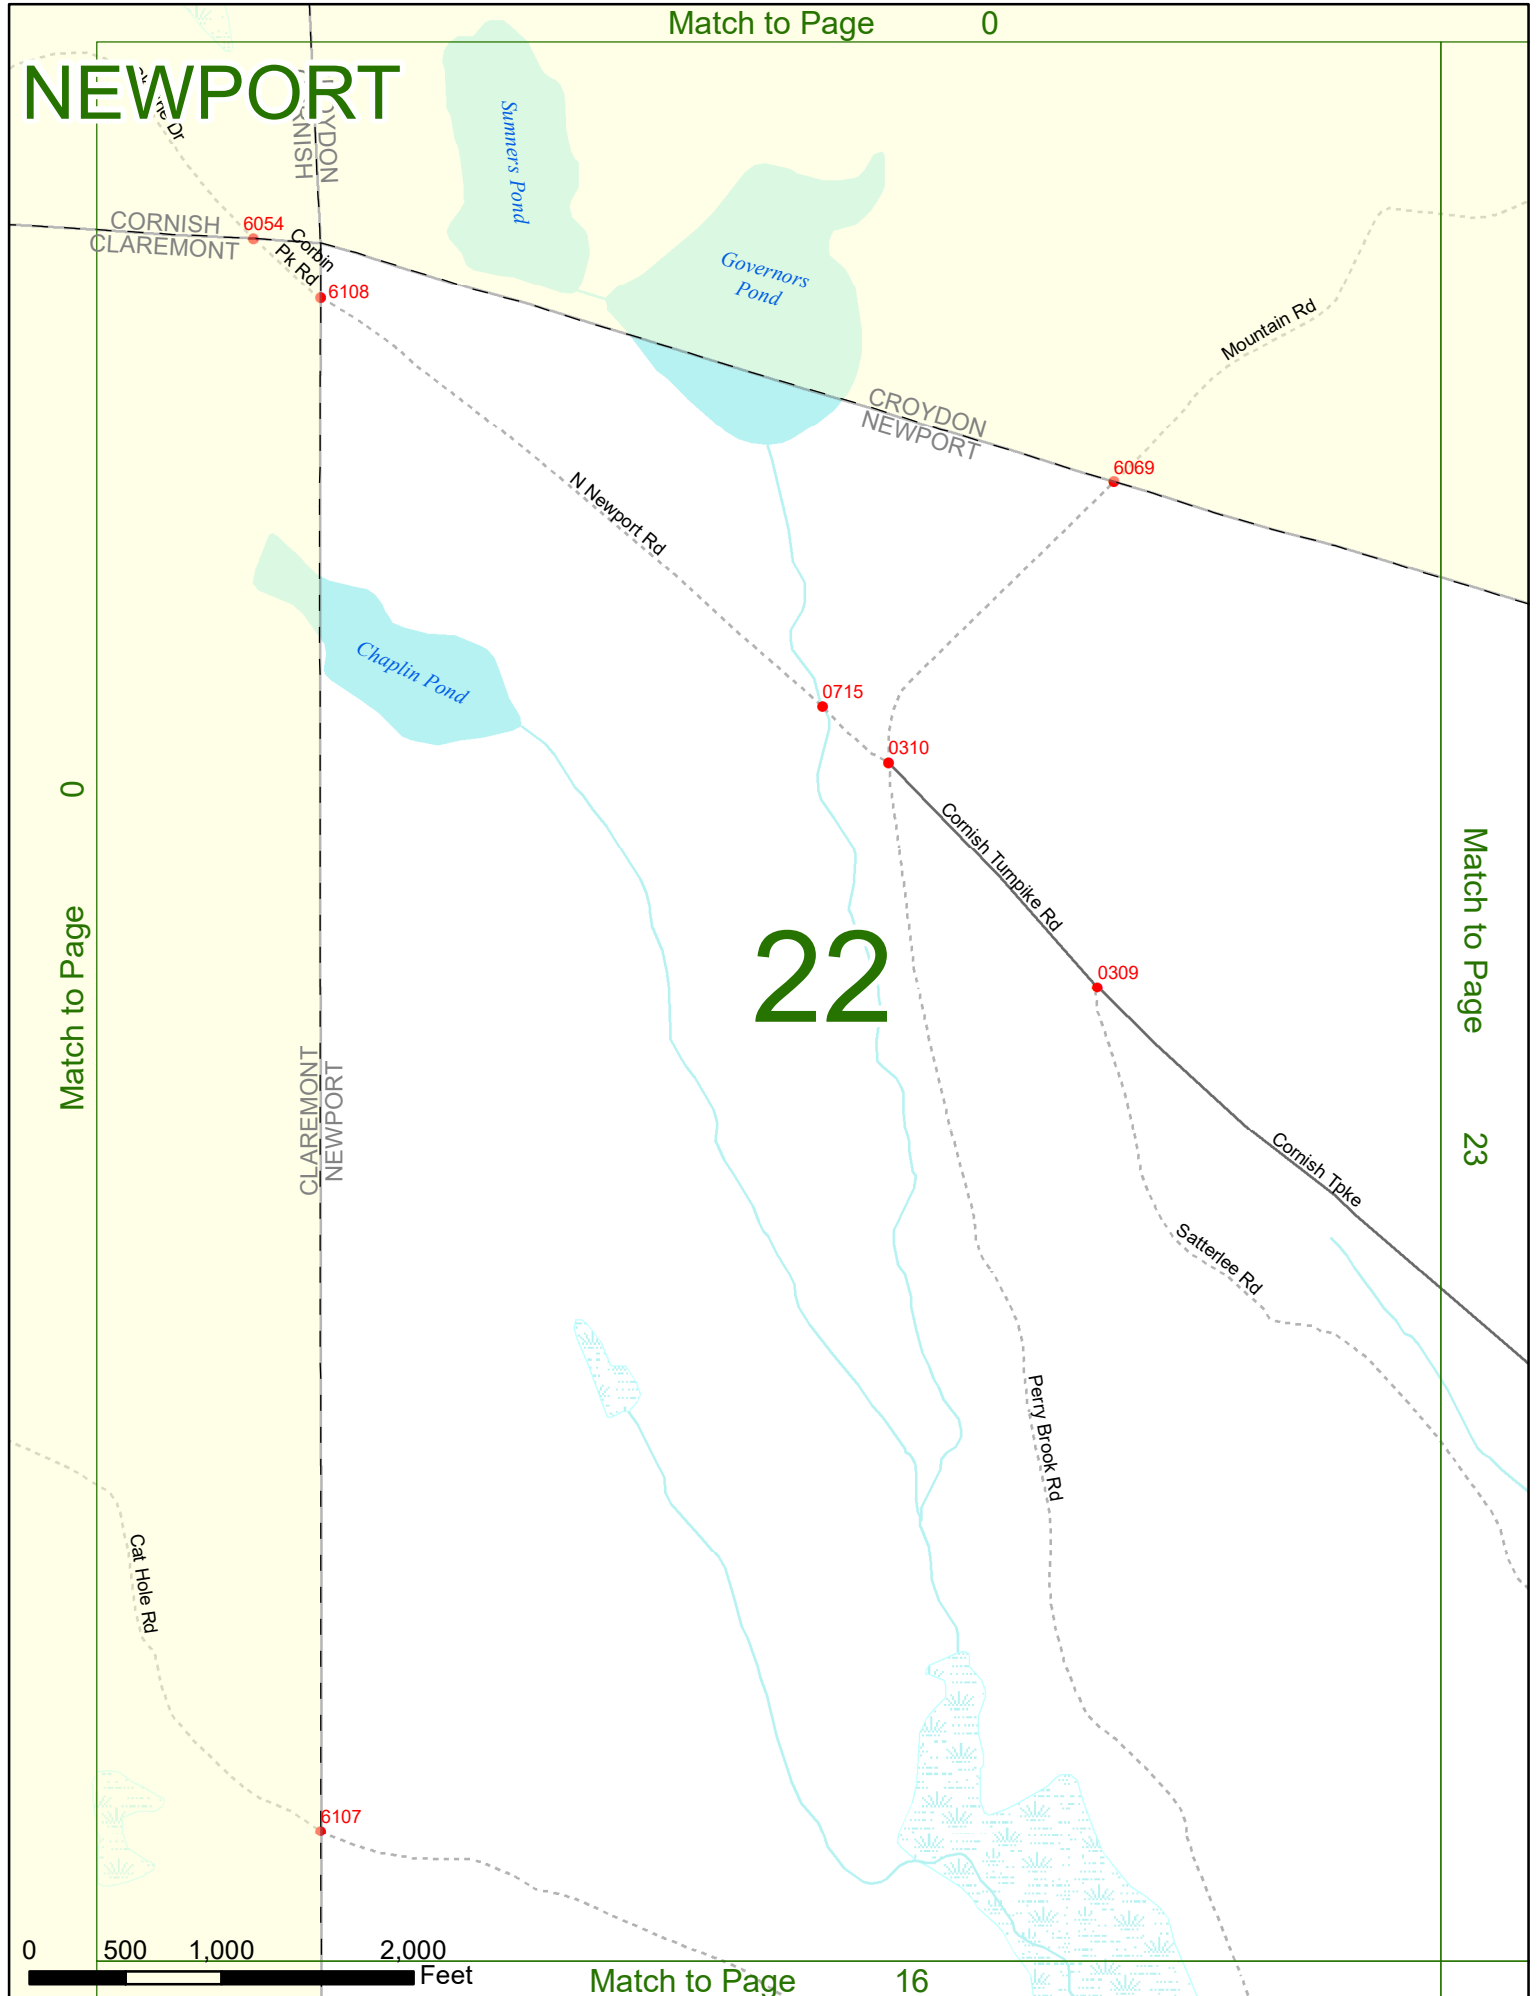 Match to Page 0
NEWPORT
Sumners Pond
CORNISH
CLAREMONT
6054
Corbin
Pk Rd
6108
Governors
Pond
Mountain Rd
CROYDON
NEWPORT
6069
N Newport Rd
Chaplin Pond
0715
0310
Cornish Turnpike Rd
Match to Page 0
22
0309
Match to Page 23
CLAREMONT
NEWPORT
Cornish Tpke
Satterlee Rd
Perry Brook Rd
Cat Hole Rd
6107
0 500 1,000 2,000
Feet
Match to Page 16